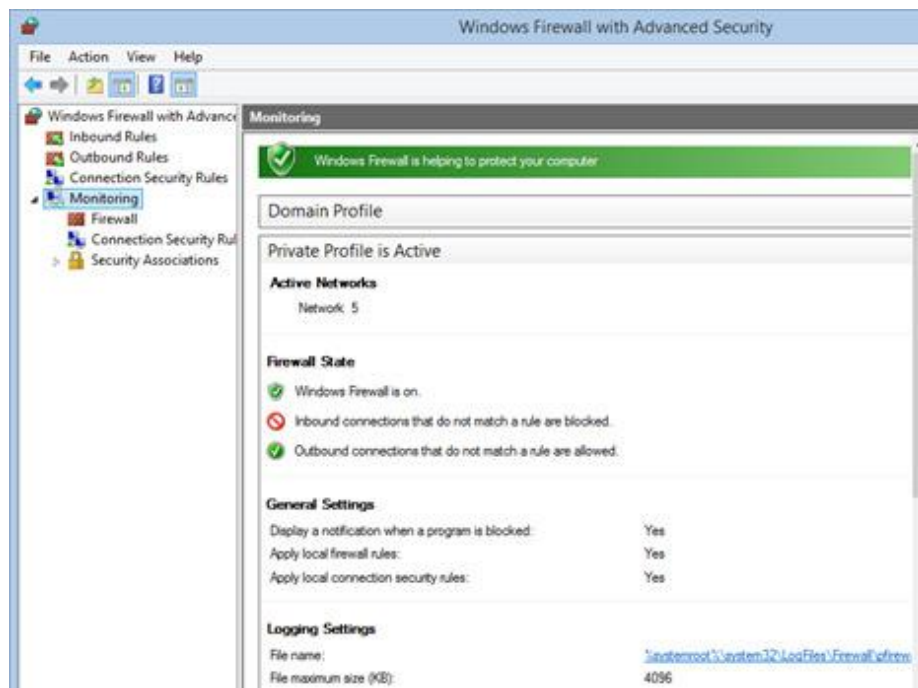 Windows Firewall with Advanced Security
File Action View Help
Windows Firewall with Advance
Inbound Rules
Outbound Rules
Connection Security Rules
Monitoring
Firewall
Connection Security Rul
Security Associations
Monitoring
Windows Firewall is helping to protect your computer
Domain Profile
Private Profile is Active
Active Networks
Network 5
Firewall State
Windows Firewall is on.
Inbound connections that do not match a rule are blocked.
Outbound connections that do not match a rule are allowed.
General Settings
Display a notification when a program is blocked: Yes
Apply local firewall rules: Yes
Apply local connection security rules: Yes
Logging Settings
File name: %systemroot%\system32\LogFiles\Firewall\pfirew
File maximum size (KB): 4096